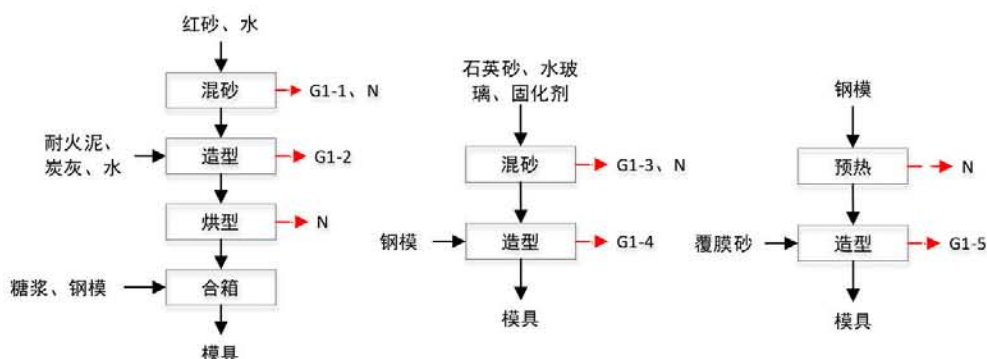 红砂、水
混砂
G1-1、N
耐火泥、
炭灰、水
造型
G1-2
烘型
N
糖浆、钢模
合箱
模具
石英砂、水玻
璃、固化剂
混砂
G1-3、N
钢模
造型
G1-4
模具
钢模
预热
N
覆膜砂
造型
G1-5
模具